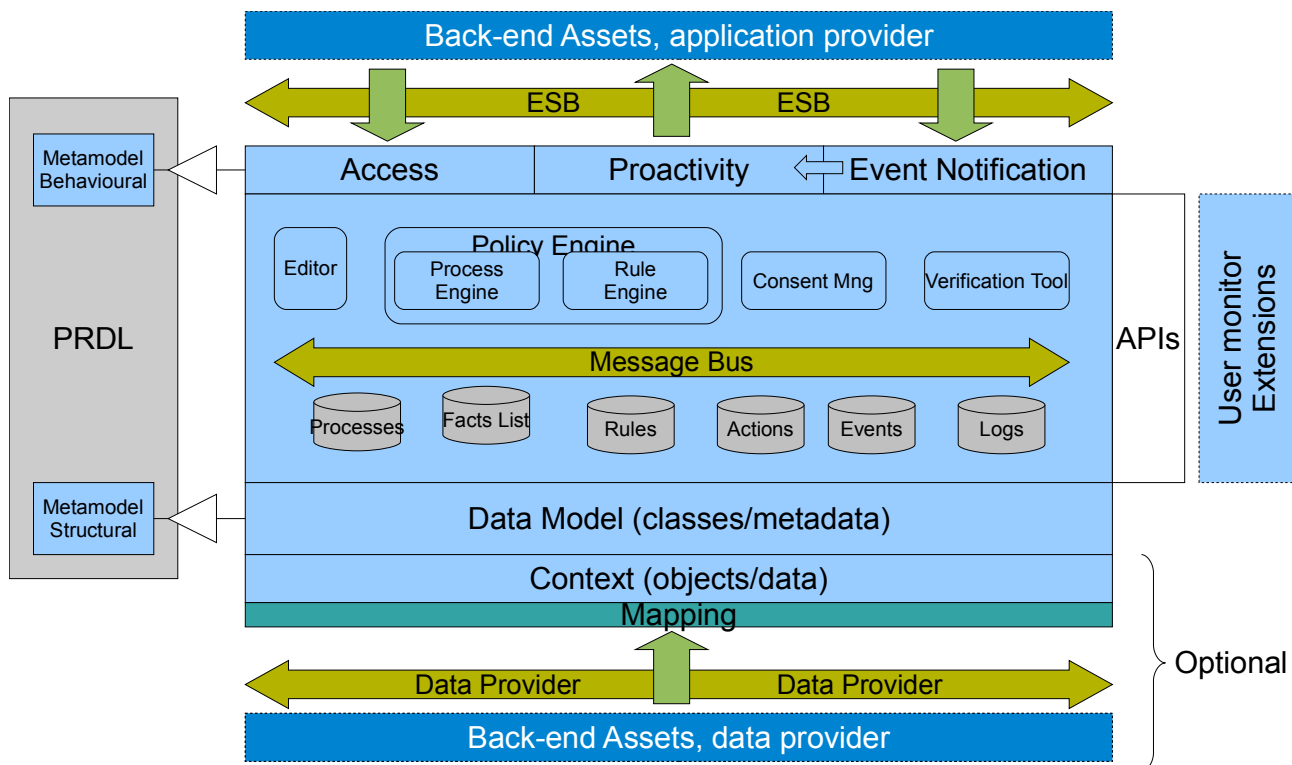 Back-end Assets, application provider
ESB
ESB
Metamodel
Behavioural
Access
Proactivity
Event Notification
Policy Engine
Editor
Process
Engine
Rule
Engine
Consent Mng
Verification Tool
PRDL
APIs
User monitor
Extensions
Message Bus
Processes
Facts List
Rules
Actions
Events
Logs
Metamodel
Structural
Data Model (classes/metadata)
Context (objects/data)
Mapping
Optional
Data Provider
Data Provider
Back-end Assets, data provider